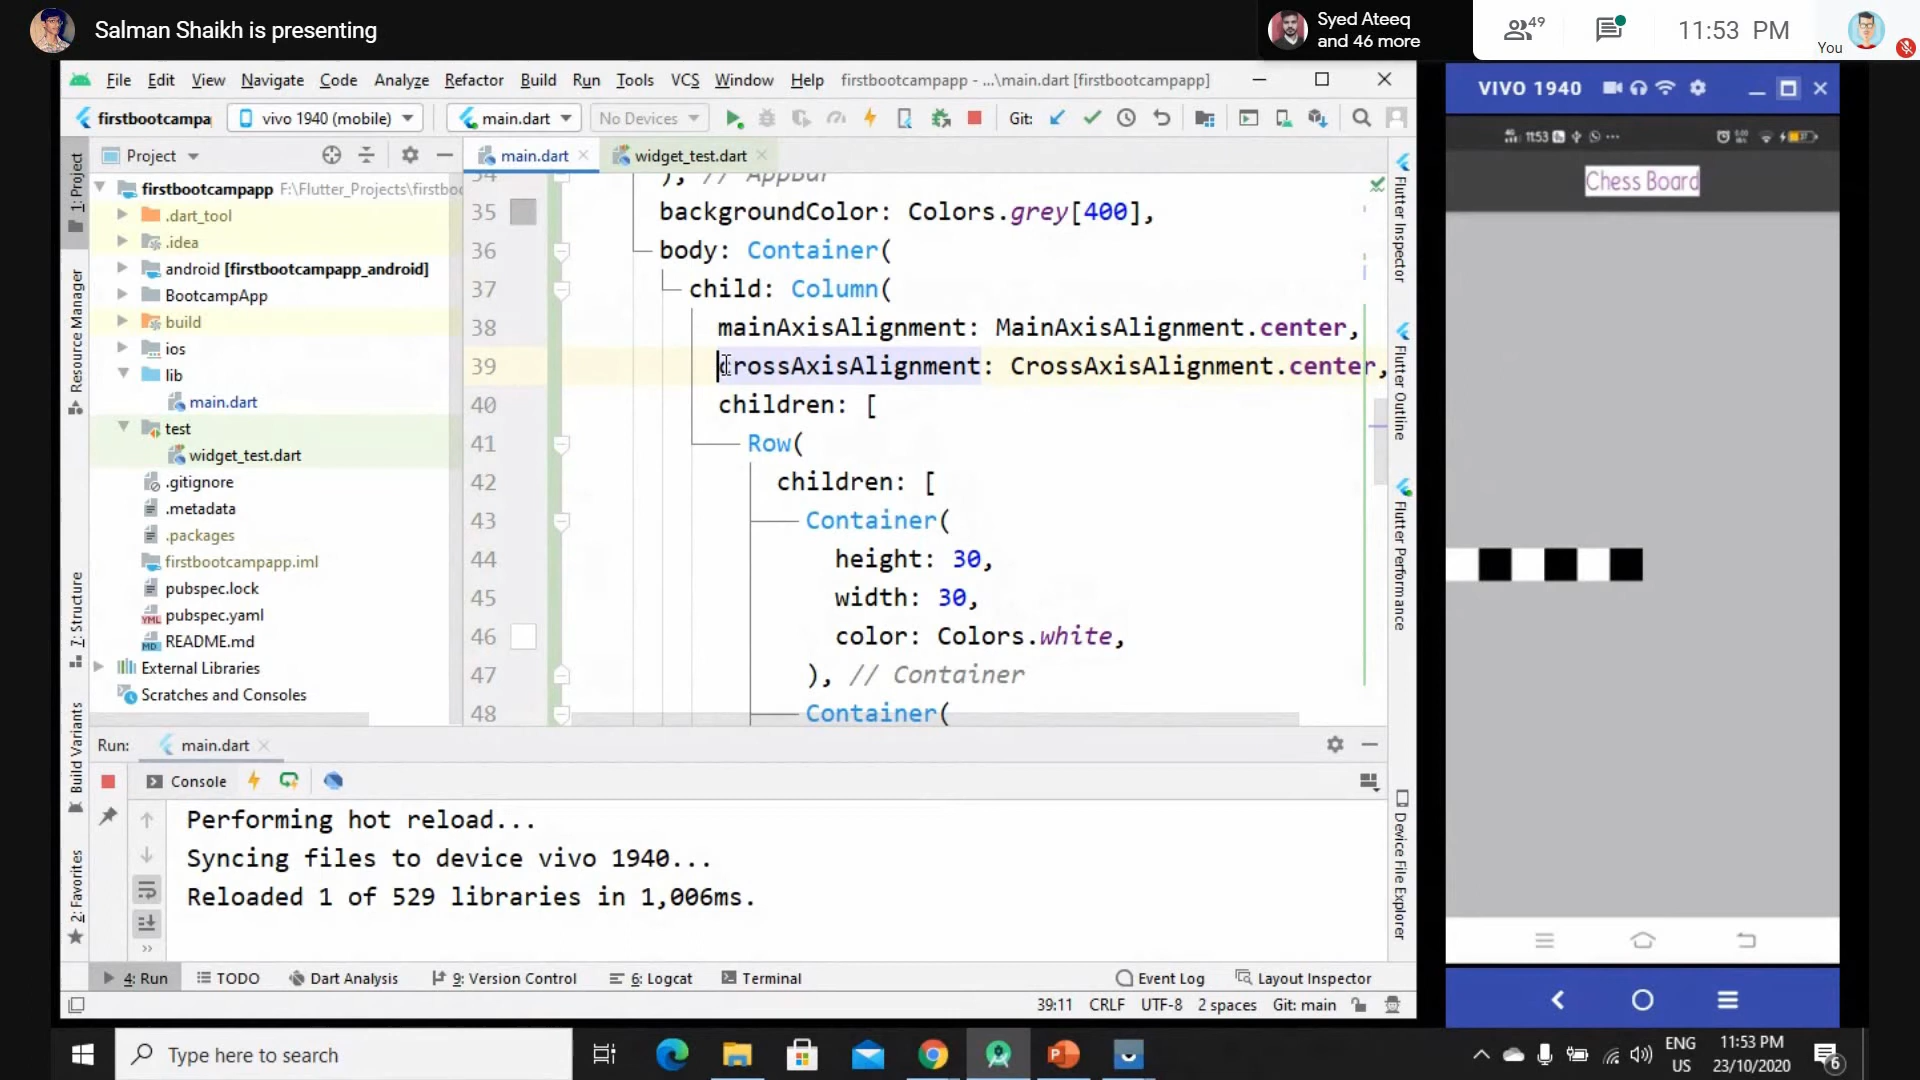 Salman Shaikh is presenting
Syed Ateeq
and 46 more
49
11:53 PM
You
File Edit View Navigate Code Analyze Refactor Build Run Tools VCS Window Help firstbootcampapp - ...\main.dart [firstbootcampapp]
firstbootcampa vivo 1940 (mobile) main.dart No Devices Git:
Project
main.dart
widget_test.dart
firstbootcampapp F:\Flutter_Projects\firstboo
.dart_tool
.idea
android [firstbootcampapp_android]
BootcampApp
build
ios
lib
main.dart
test
widget_test.dart
.gitignore
.metadata
.packages
firstbootcampapp.iml
pubspec.lock
pubspec.yaml
README.md
External Libraries
Scratches and Consoles
1: Project
Resource Manager
7: Structure
Build Variants
2: Favorites
34 ), // AppBar
35 backgroundColor: Colors.grey[400],
36 body: Container(
37 child: Column(
38 mainAxisAlignment: MainAxisAlignment.center,
39 crossAxisAlignment: CrossAxisAlignment.center,
40 children: [
41 Row(
42 children: [
43 Container(
44 height: 30,
45 width: 30,
46 color: Colors.white,
47 ), // Container
48 Container(
Flutter Inspector
Flutter Outline
Flutter Performance
Device File Explorer
Run: main.dart
Console
Performing hot reload...
Syncing files to device vivo 1940...
Reloaded 1 of 529 libraries in 1,006ms.
4: Run TODO Dart Analysis 9: Version Control 6: Logcat Terminal Event Log Layout Inspector
39:11 CRLF UTF-8 2 spaces Git: main
VIVO 1940
11:53
Chess Board
Type here to search
ENG
US
11:53 PM
23/10/2020
6